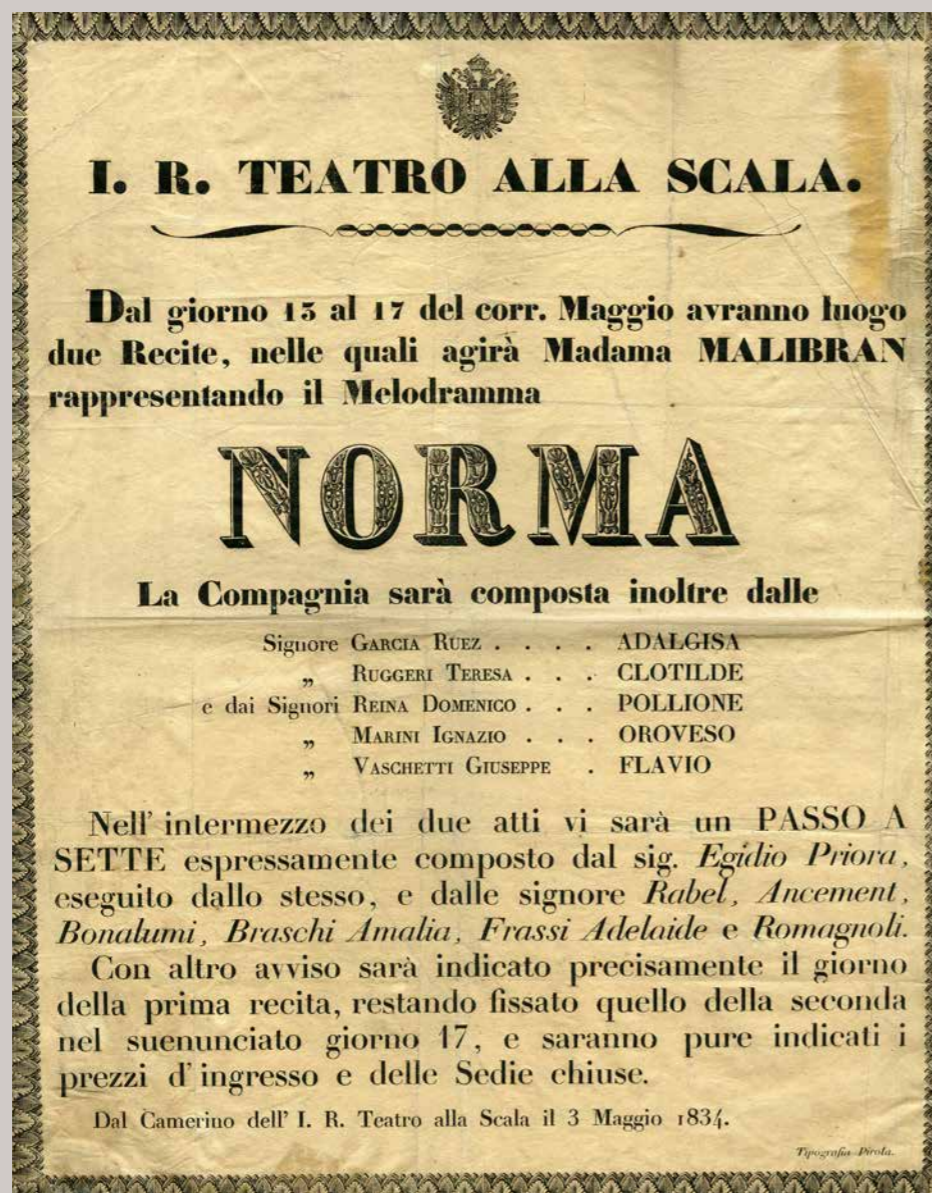 I. R. TEATRO ALLA SCALA.
Dal giorno 15 al 17 del corr. Maggio avranno luogo
due Recite, nelle quali agirà Madama MALIBRAN
rappresentando il Melodramma
NORMA
La Compagnia sarà composta inoltre dalle
Signore GARCIA RUEZ . . . . ADALGISA
„ RUGGERI TERESA . . . CLOTILDE
e dai Signori REINA DOMENICO . . . POLLIONE
„ MARINI IGNAZIO . . . OROVESO
„ VASCHETTI GIUSEPPE . FLAVIO
Nell' intermezzo dei due atti vi sarà un PASSO A
SETTE espressamente composto dal sig. Egidio Priora,
eseguito dallo stesso, e dalle signore Rabel, Ancement,
Bonalumi, Braschi Amalia, Frassi Adelaide e Romagnoli.
Con altro avviso sarà indicato precisamente il giorno
della prima recita, restando fissato quello della seconda
nel suenunciato giorno 17, e saranno pure indicati i
prezzi d' ingresso e delle Sedie chiuse.
Dal Camerino dell' I. R. Teatro alla Scala il 3 Maggio 1834.
Tipografia Pirola.